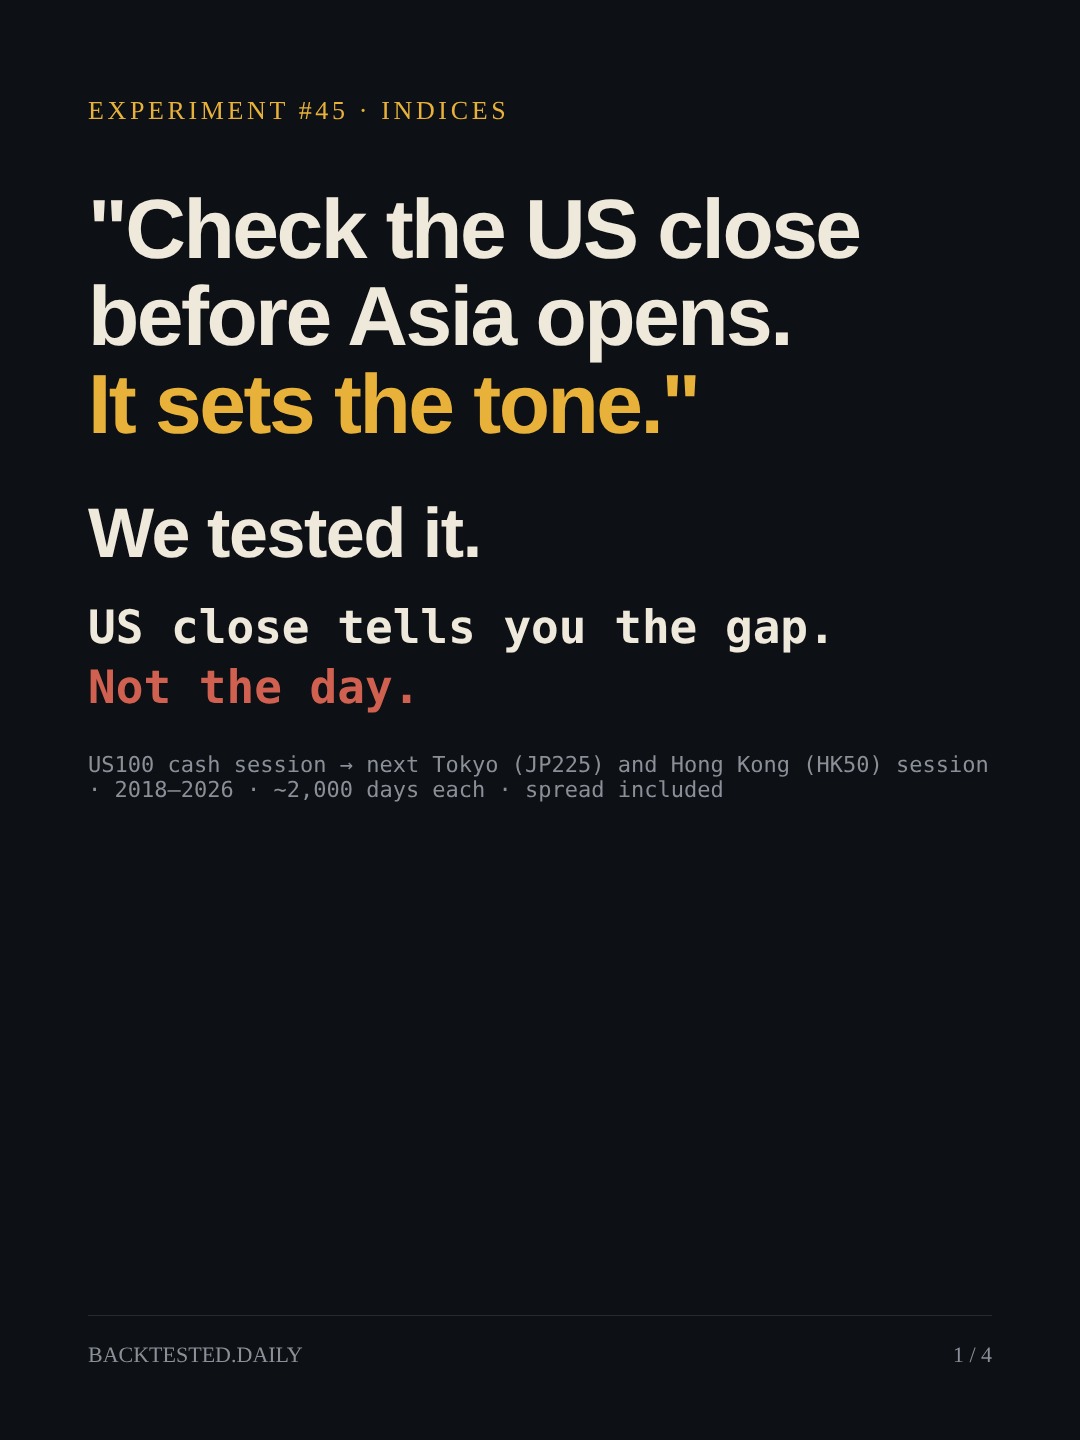 EXPERIMENT #45 · INDICES
"Check the US close
before Asia opens.
It sets the tone."
We tested it.
US close tells you the gap.
Not the day.
US100 cash session → next Tokyo (JP225) and Hong Kong (HK50) session
· 2018–2026 · ~2,000 days each · spread included
BACKTESTED.DAILY
1 / 4